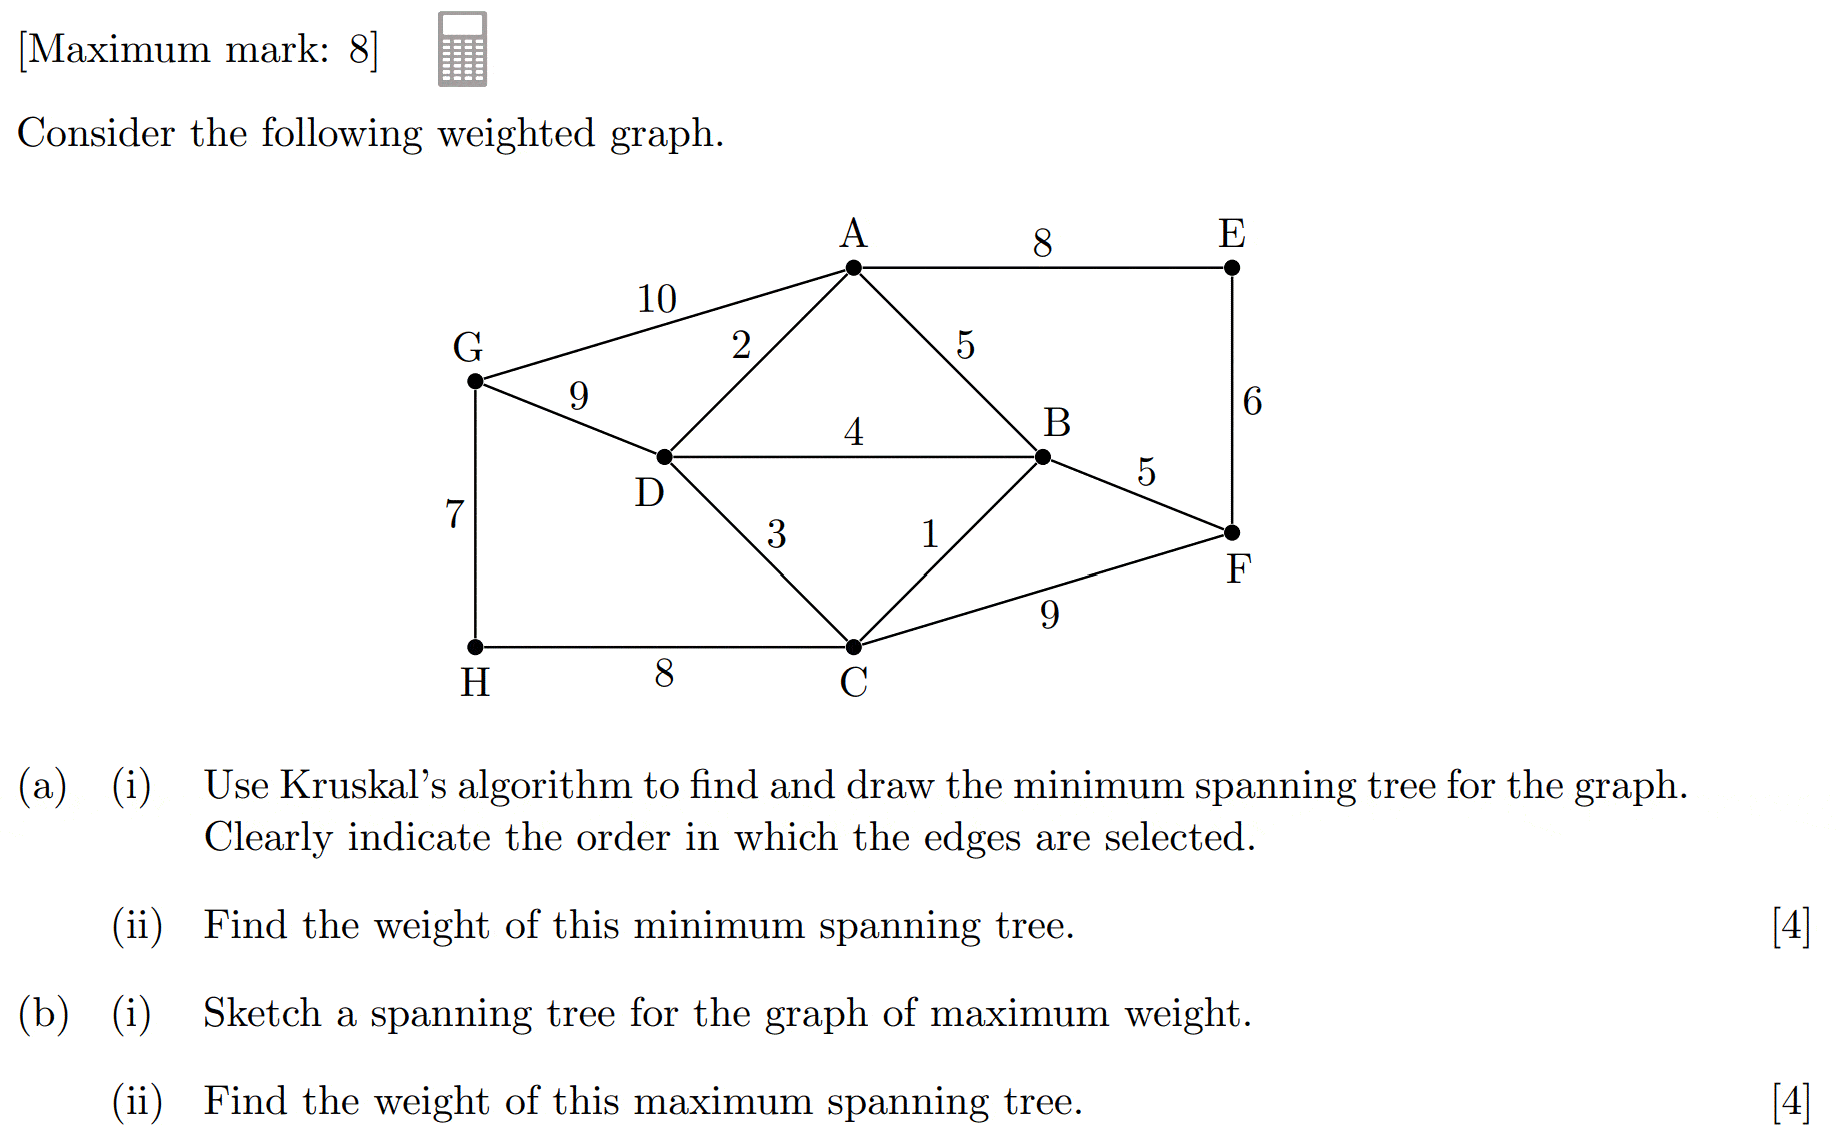 [Maximum mark: 8]
Consider the following weighted graph.
A
E
8
10
G
2
5
9
6
B
4
5
D
7
3
1
F
9
H
8
C
(a) (i) Use Kruskal's algorithm to find and draw the minimum spanning tree for the graph.
Clearly indicate the order in which the edges are selected.
(ii) Find the weight of this minimum spanning tree. [4]
(b) (i) Sketch a spanning tree for the graph of maximum weight.
(ii) Find the weight of this maximum spanning tree. [4]